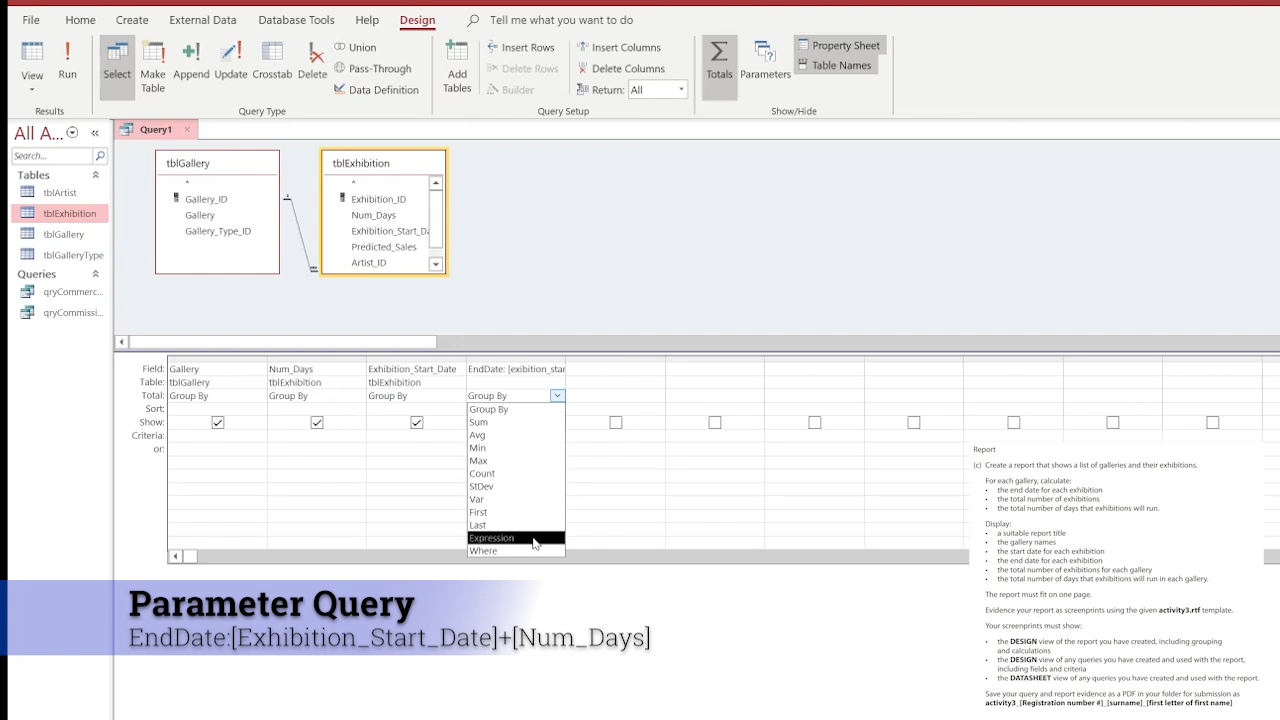 File Home Create External Data Database Tools Help Design Tell me what you want to do
View Run Select Make Table Append Update Crosstab Delete
Union
Pass-Through
Data Definition
Add Tables
Insert Rows
Delete Rows
Builder
Insert Columns
Delete Columns
Return: All
Totals Parameters
Property Sheet
Table Names
Results Query Type Query Setup Show/Hide
All A...
Search...
Tables
tblArtist
tblExhibition
tblGallery
tblGalleryType
Queries
qryCommerc...
qryCommissi...
Query1
tblGallery
Gallery_ID
Gallery
Gallery_Type_ID
tblExhibition
Exhibition_ID
Num_Days
Exhibition_Start_Da
Predicted_Sales
Artist_ID
Field: Gallery Num_Days Exhibition_Start_Date EndDate: [exibition_star
Table: tblGallery tblExhibition tblExhibition
Total: Group By Group By Group By Group By
Sort:
Show:
Criteria:
or:
Group By
Sum
Avg
Min
Max
Count
StDev
Var
First
Last
Expression
Where
Report
(c) Create a report that shows a list of galleries and their exhibitions.
For each gallery, calculate:
• the end date for each exhibition
• the total number of exhibitions
• the total number of days that exhibitions will run.
Display:
• a suitable report title
• the gallery names
• the start date for each exhibition
• the end date for each exhibition
• the total number of exhibitions for each gallery
• the total number of days that exhibitions will run in each gallery.
The report must fit on one page.
Evidence your report as screenprints using the given activity3.rtf template.
Your screenprints must show:
• the DESIGN view of the report you have created, including grouping
and calculations
• the DESIGN view of any queries you have created and used with the report,
including fields and criteria
• the DATASHEET view of any queries you have created and used with the report.
Save your query and report evidence as a PDF in your folder for submission as
activity3_[Registration number #]_[surname]_[first letter of first name]
Parameter Query
EndDate:[Exhibition_Start_Date]+[Num_Days]